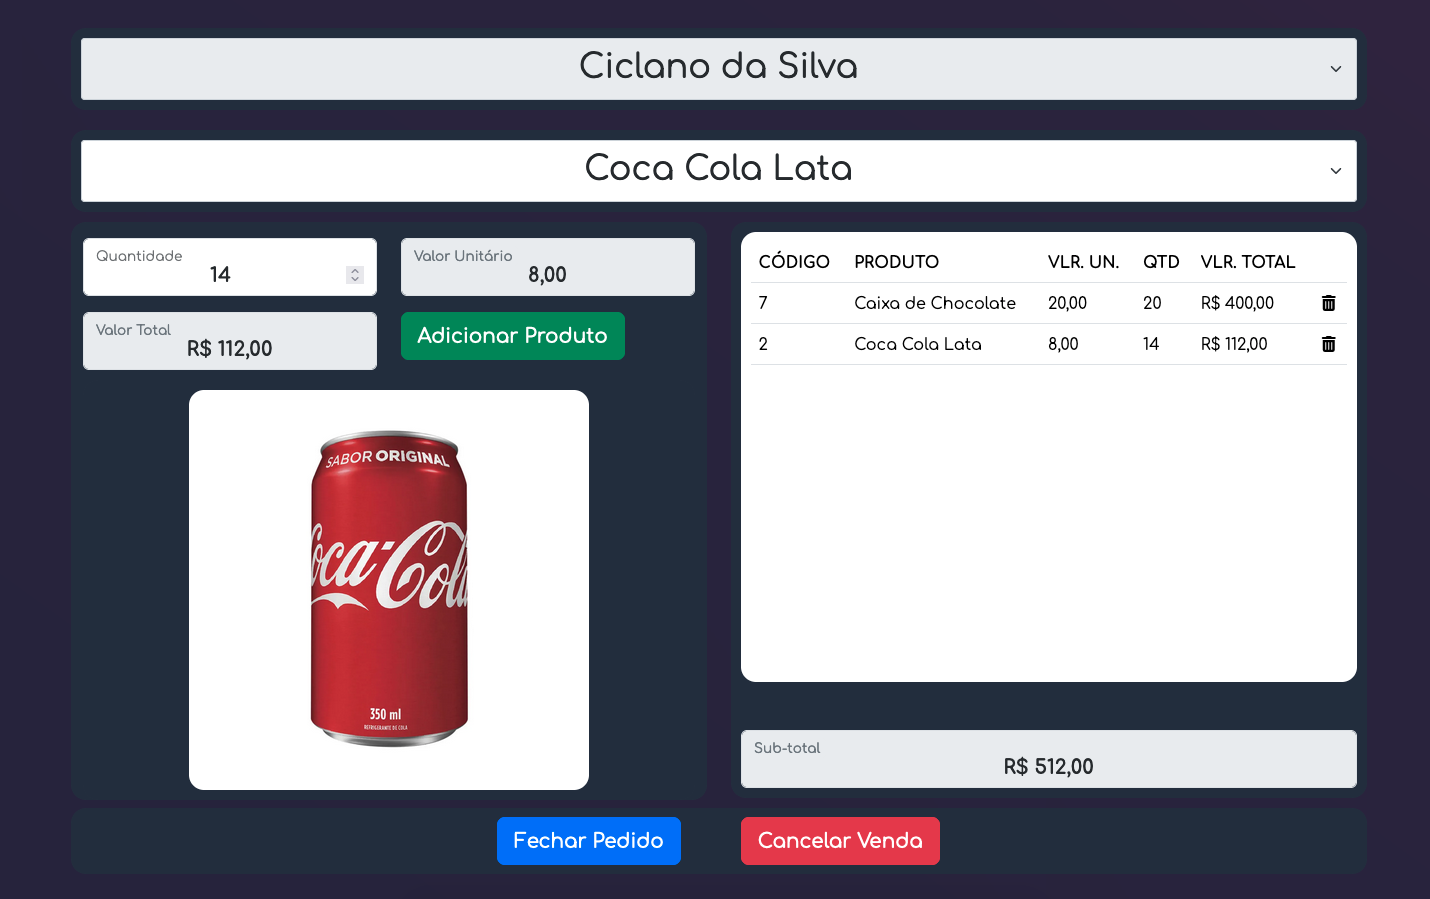 Ciclano da Silva
Coca Cola Lata
Quantidade
14
Valor Unitário
8,00
Valor Total
R$ 112,00
Adicionar Produto
SABOR ORIGINAL
Coca-Cola
350 ml
REFRIGERANTE DE COLA
CÓDIGO PRODUTO VLR. UN. QTD VLR. TOTAL
7 Caixa de Chocolate 20,00 20 R$ 400,00
2 Coca Cola Lata 8,00 14 R$ 112,00
Sub-total
R$ 512,00
Fechar Pedido
Cancelar Venda